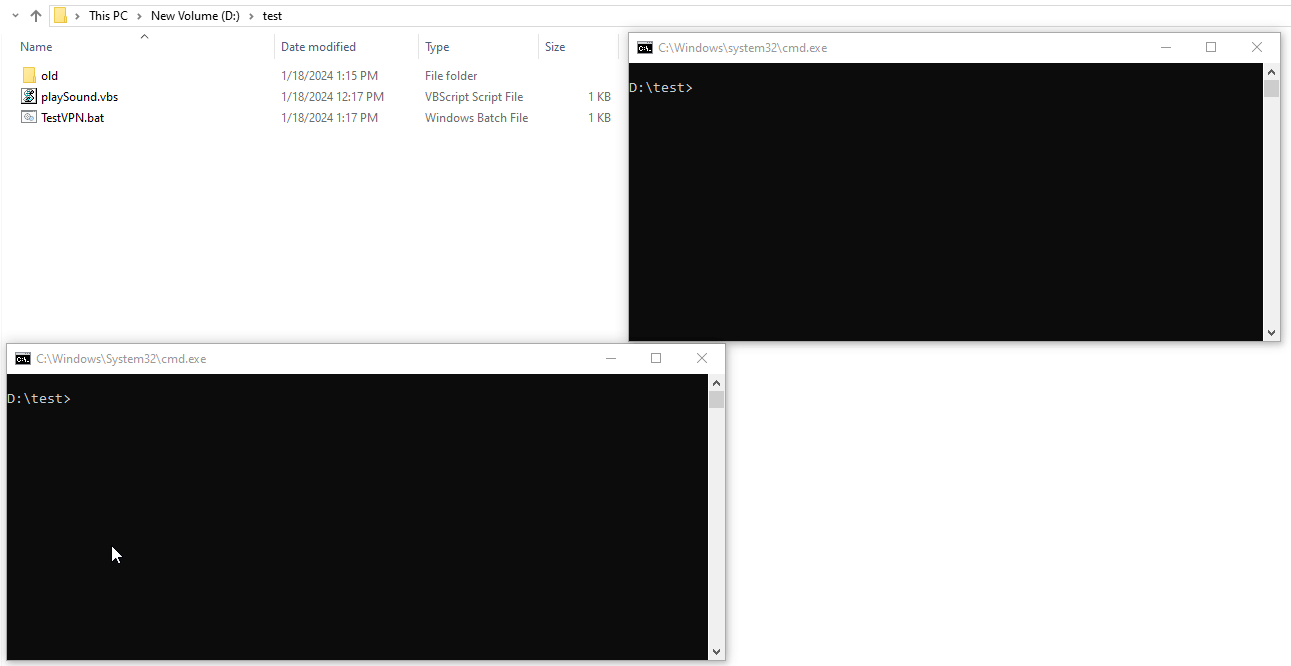 This PC > New Volume (D:) > test
Name Date modified Type Size
old 1/18/2024 1:15 PM File folder
playSound.vbs 1/18/2024 12:17 PM VBScript Script File 1 KB
TestVPN.bat 1/18/2024 1:17 PM Windows Batch File 1 KB
C:\Windows\system32\cmd.exe
D:\test>
C:\Windows\System32\cmd.exe
D:\test>